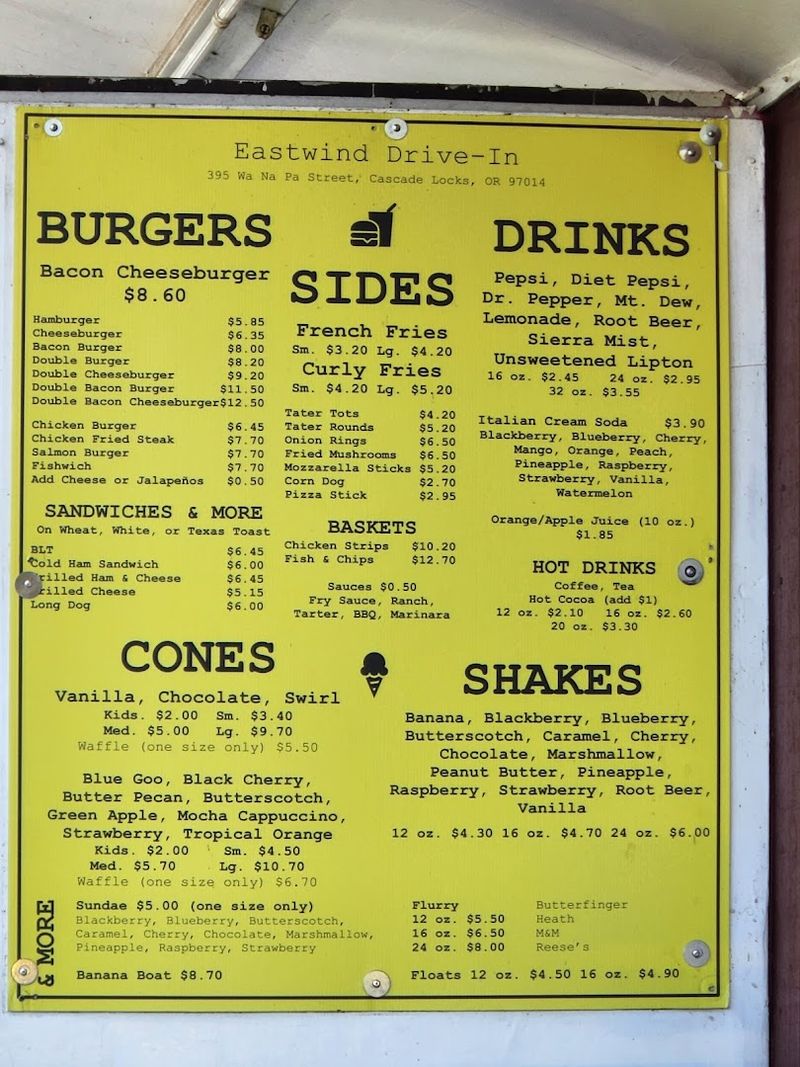 Eastwind Drive-In
395 Wa Na Pa Street, Cascade Locks, OR 97014
BURGERS
Bacon Cheeseburger
$8.60
Hamburger $5.85
Cheeseburger $6.35
Bacon Burger $8.00
Double Burger $8.20
Double Cheeseburger $9.20
Double Bacon Burger $11.50
Double Bacon Cheeseburger $12.50
Chicken Burger $6.45
Chicken Fried Steak $7.70
Salmon Burger $7.70
Fishwich $7.70
Add Cheese or Jalapeños $0.50
SANDWICHES & MORE
On Wheat, White, or Texas Toast
BLT $6.45
Cold Ham Sandwich $6.00
Grilled Ham & Cheese $6.45
Grilled Cheese $5.15
Long Dog $6.00
SIDES
French Fries
Sm. $3.20 Lg. $4.20
Curly Fries
Sm. $4.20 Lg. $5.20
Tater Tots $4.20
Tater Rounds $5.20
Onion Rings $6.50
Fried Mushrooms $6.50
Mozzarella Sticks $5.20
Corn Dog $2.70
Pizza Stick $2.95
BASKETS
Chicken Strips $10.20
Fish & Chips $12.70
Sauces $0.50
Fry Sauce, Ranch,
Tarter, BBQ, Marinara
DRINKS
Pepsi, Diet Pepsi,
Dr. Pepper, Mt. Dew,
Lemonade, Root Beer,
Sierra Mist,
Unsweetened Lipton
16 oz. $2.45 24 oz. $2.95
32 oz. $3.55
Italian Cream Soda $3.90
Blackberry, Blueberry, Cherry,
Mango, Orange, Peach,
Pineapple, Raspberry,
Strawberry, Vanilla,
Watermelon
Orange/Apple Juice (10 oz.)
$1.85
HOT DRINKS
Coffee, Tea
Hot Cocoa (add $1)
12 oz. $2.10 16 oz. $2.60
20 oz. $3.30
CONES
Vanilla, Chocolate, Swirl
Kids. $2.00 Sm. $3.40
Med. $5.00 Lg. $9.70
Waffle (one size only) $5.50
Blue Goo, Black Cherry,
Butter Pecan, Butterscotch,
Green Apple, Mocha Cappuccino,
Strawberry, Tropical Orange
Kids. $2.00 Sm. $4.50
Med. $5.70 Lg. $10.70
Waffle (one size only) $6.70
SHAKES
Banana, Blackberry, Blueberry,
Butterscotch, Caramel, Cherry,
Chocolate, Marshmallow,
Peanut Butter, Pineapple,
Raspberry, Strawberry, Root Beer,
Vanilla
12 oz. $4.30 16 oz. $4.70 24 oz. $6.00
& MORE
Sundae $5.00 (one size only)
Blackberry, Blueberry, Butterscotch,
Caramel, Cherry, Chocolate, Marshmallow,
Pineapple, Raspberry, Strawberry
Banana Boat $8.70
Flurry
12 oz. $5.50
16 oz. $6.50
24 oz. $8.00
Butterfinger
Heath
M&M
Reese's
Floats 12 oz. $4.50 16 oz. $4.90